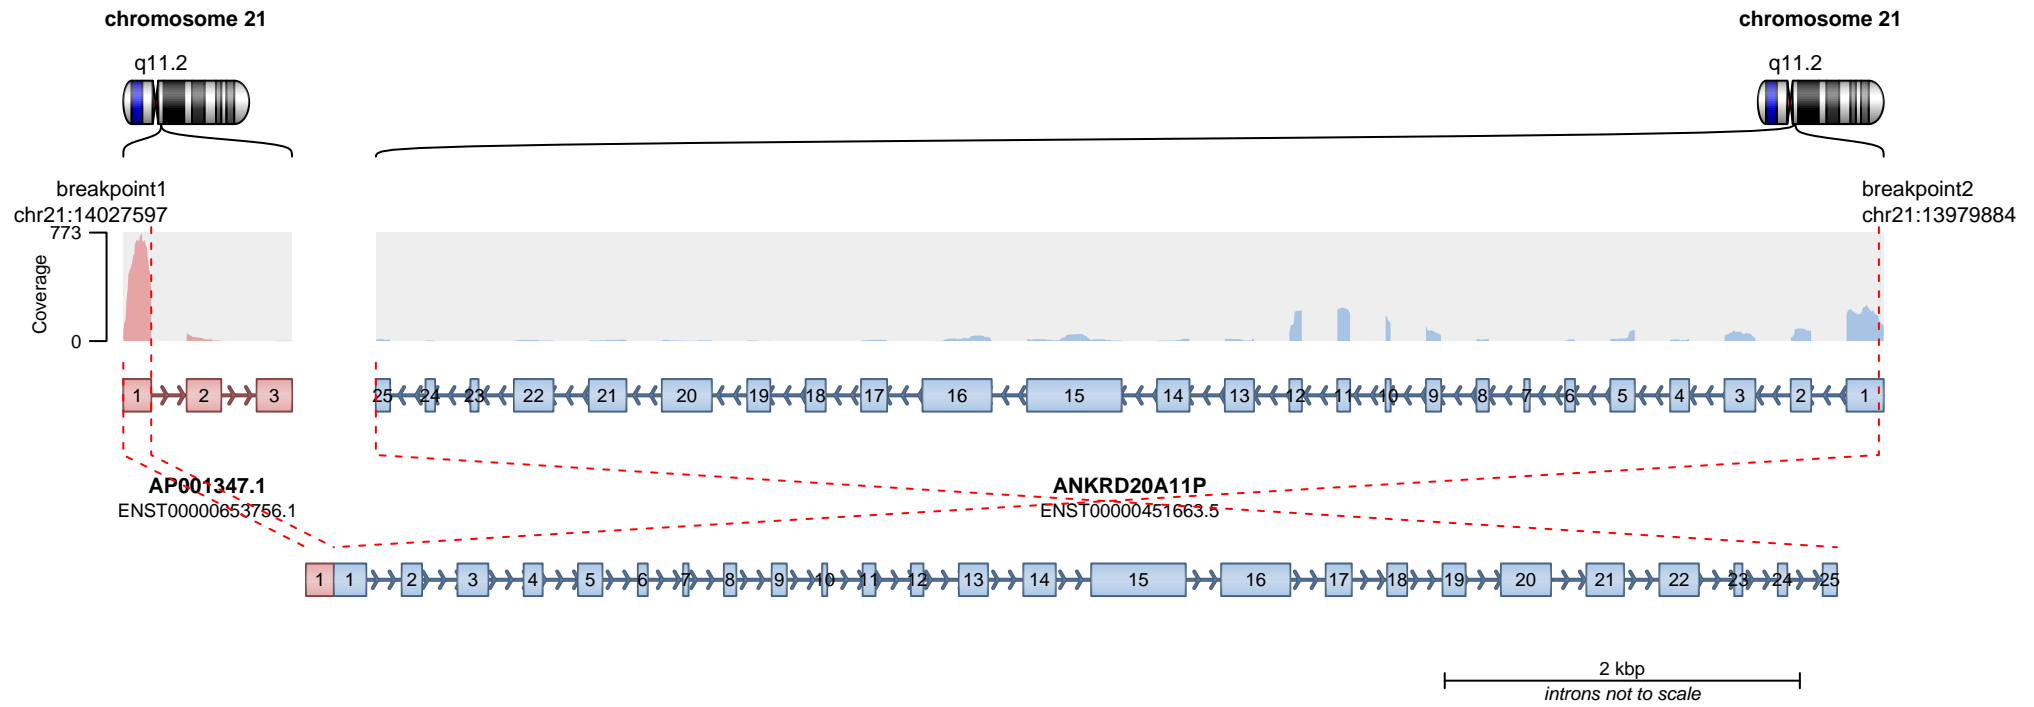 chromosome 21 chromosome 21
q11.2 q11.2
breakpoint1 breakpoint2
chr21:14027597 chr21:13979884
773
Coverage
0
1 2 3 25 24 23 22 21 20 19 18 17 16 15 14 13 12 11 10 9 8 7 6 5 4 3 2 1
AP001347.1 ANKRD20A11P
ENST00000653756.1 ENST00000451663.5
1 1 2 3 4 5 6 7 8 9 10 11 12 13 14 15 16 17 18 19 20 21 22 23 24 25
2 kbp
introns not to scale